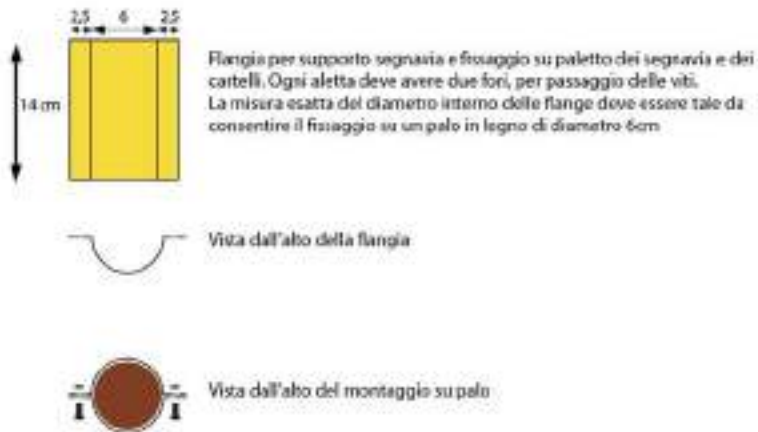 2,5 6 2,5
14 cm
Flangia per supporto segnavia e fissaggio su paletto dei segnavia e dei
cartelli. Ogni aletta deve avere due fori, per passaggio delle viti.
La misura esatta del diametro interno delle flange deve essere tale da
consentire il fissaggio su un palo in legno di diametro 6cm
Vista dall'alto della flangia
Vista dall'alto del montaggio su palo